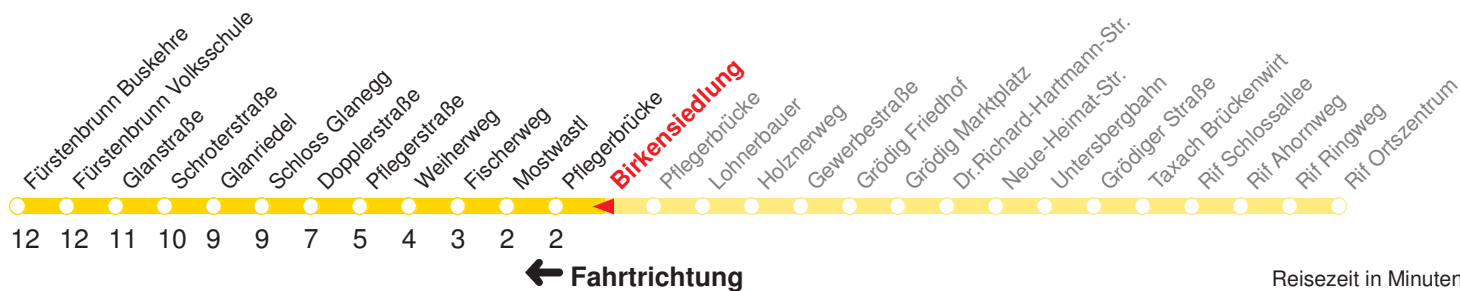 Fürstenbrunn Buskehre
Fürstenbrunn Volksschule
Glanstraße
Schroterstraße
Glanriedel
Schloss Glanegg
Dopplerstraße
Pflegerstraße
Weiherweg
Fischerweg
Mostwastl
Pflegerbrücke
Birkensiedlung
Pflegerbrücke
Lohnerbauer
Holznerweg
Gewerbestraße
Grödig Friedhof
Grödig Marktplatz
Dr.Richard-Hartmann-Str.
Neue-Heimat-Str.
Untersbergbahn
Grödiger Straße
Taxach Brückenwirt
Rif Schlossallee
Rif Ahornweg
Rif Ringweg
Rif Ortszentrum
12 12 11 10 9 9 7 5 4 3 2 2
Fahrtrichtung
Reisezeit in Minuten